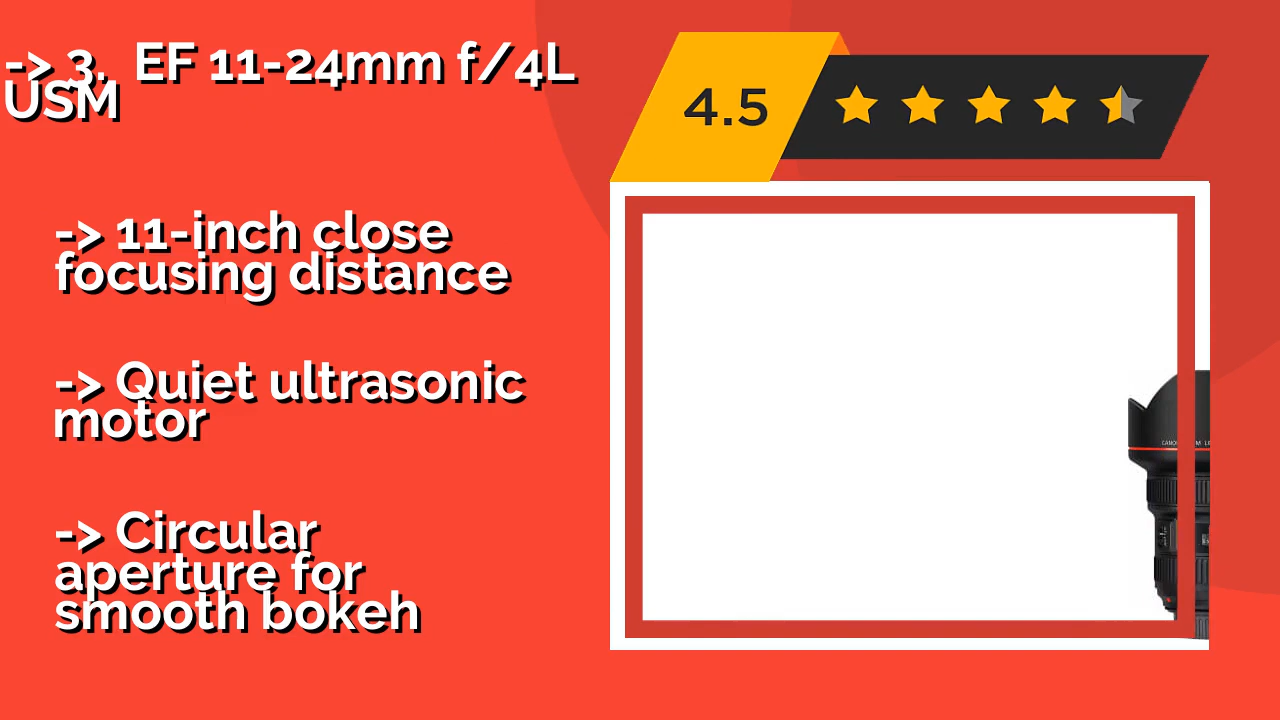 -> 3.  EF 11-24mm f/4L
USM
4.5
-> 11-inch close
focusing distance
-> Quiet ultrasonic
motor
-> Circular
aperture for
smooth bokeh